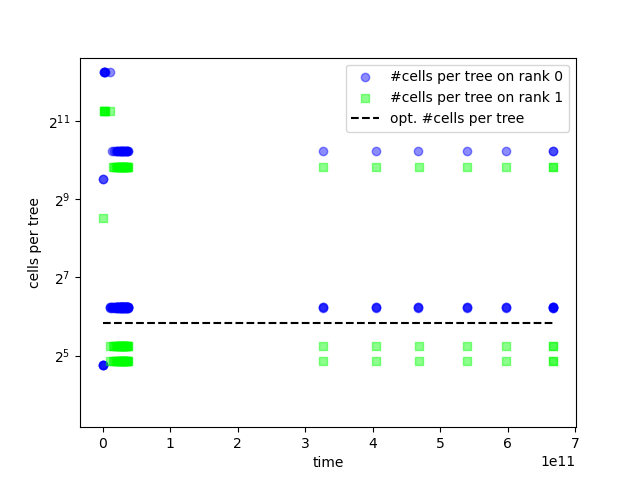 #cells per tree on rank 0
#cells per tree on rank 1
opt. #cells per tree
2^11
2^9
2^7
2^5
cells per tree
0 1 2 3 4 5 6 7
time
1e11